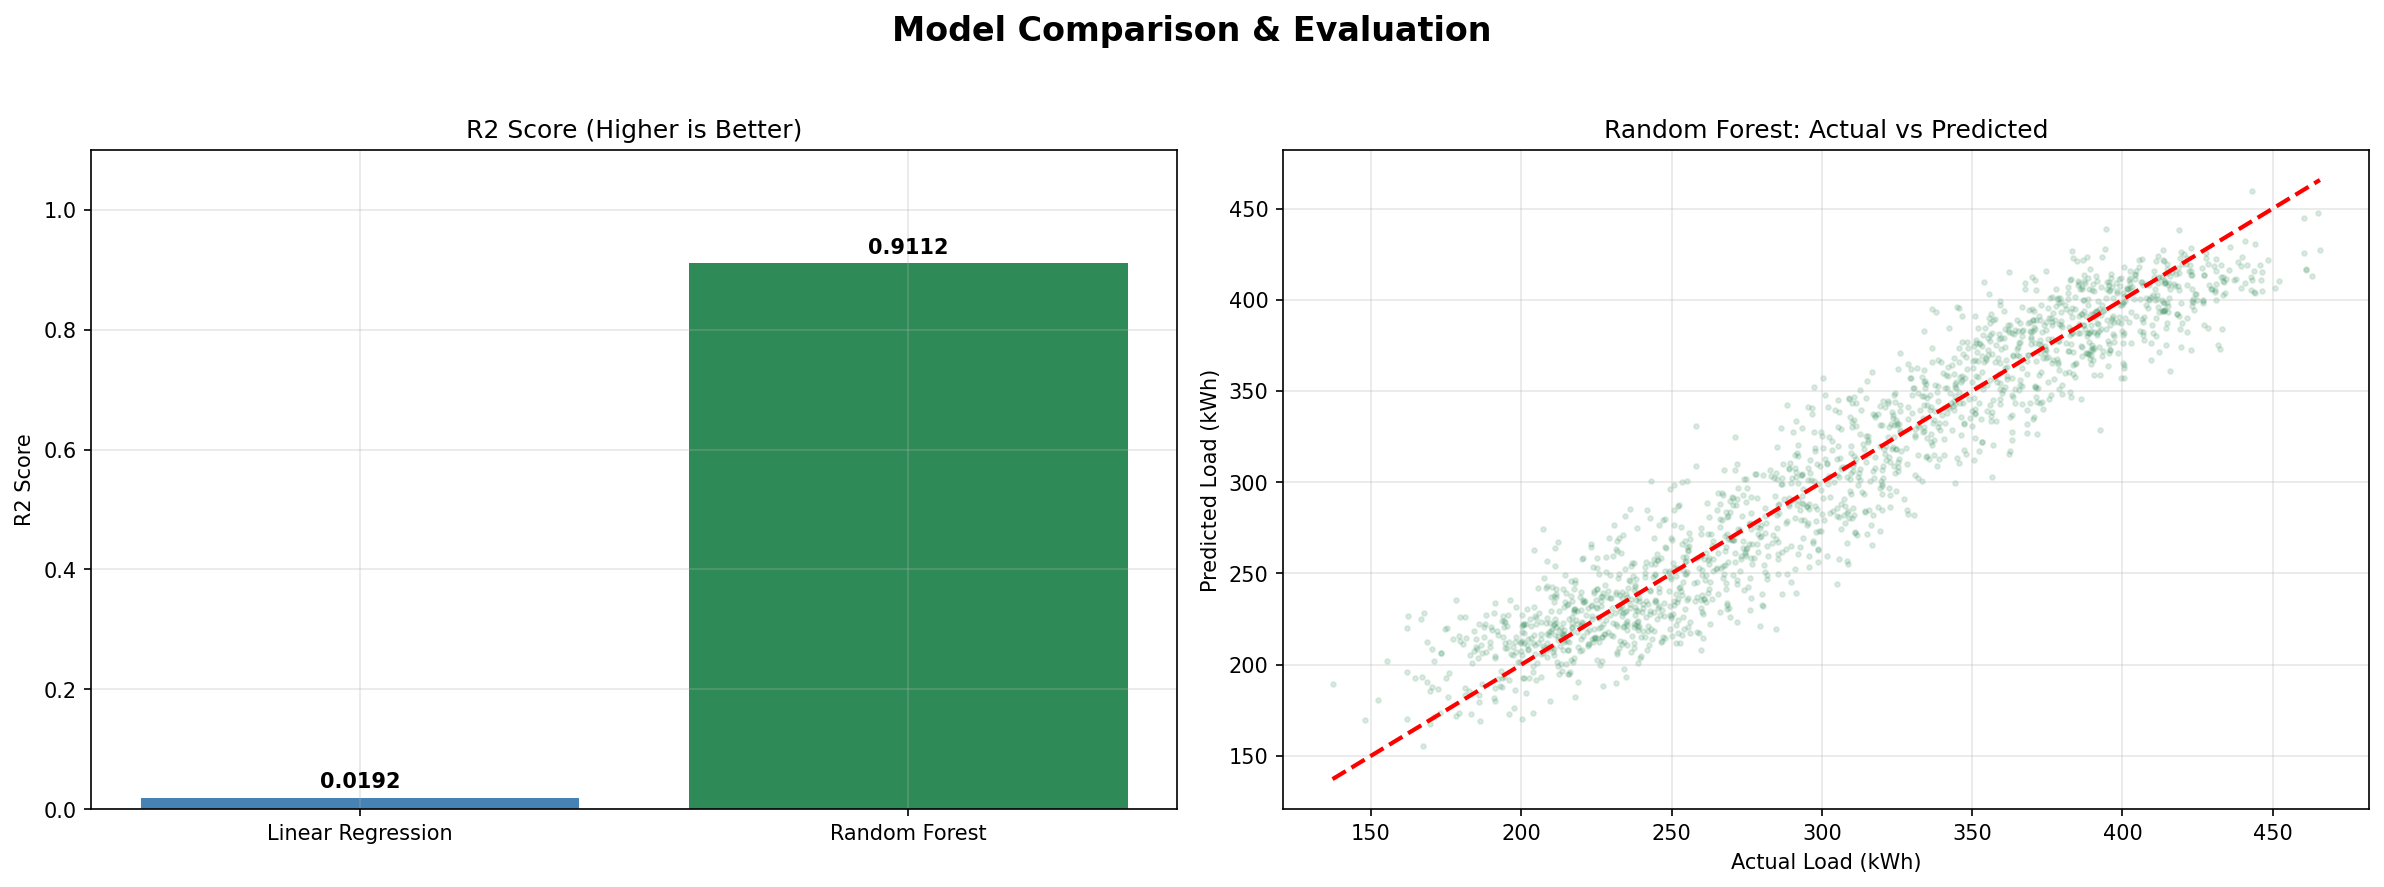 Model Comparison & Evaluation
R2 Score (Higher is Better)
R2 Score
1.0
0.8
0.6
0.4
0.2
0.0
0.0192
0.9112
Linear Regression
Random Forest
Random Forest: Actual vs Predicted
Predicted Load (kWh)
450
400
350
300
250
200
150
150
200
250
300
350
400
450
Actual Load (kWh)